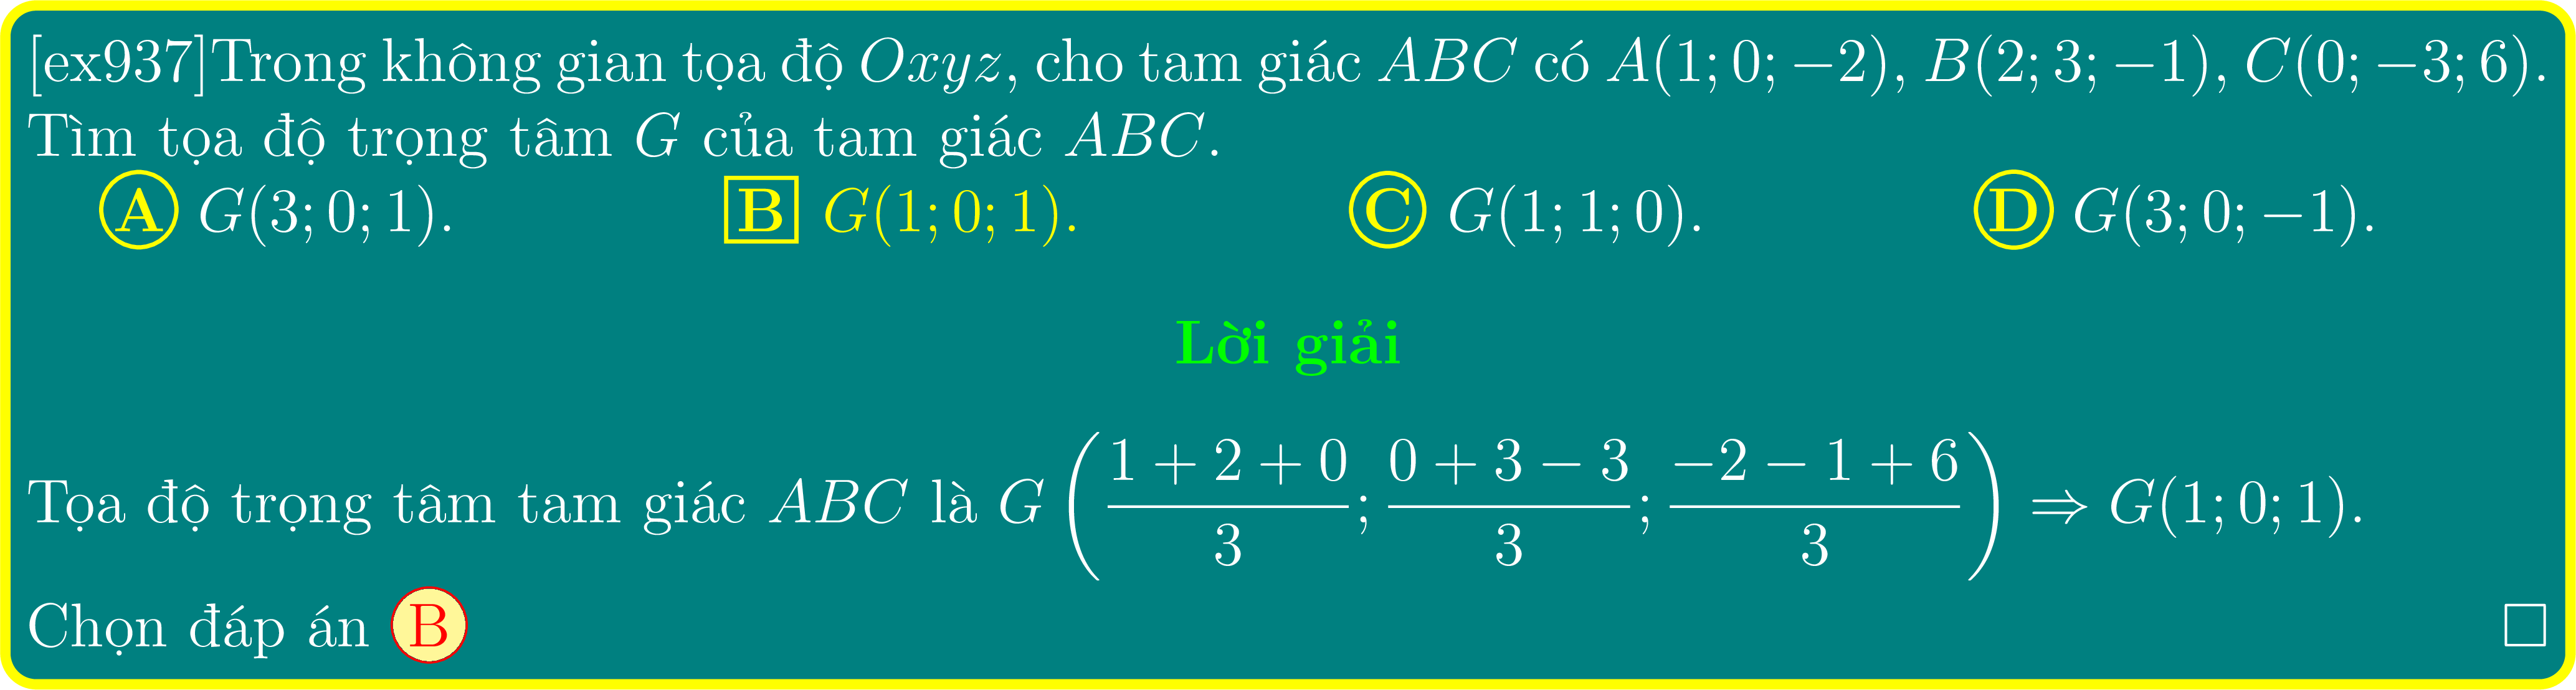 [ex937]Trong không gian tọa độ Oxyz, cho tam giác ABC có A(1; 0; −2), B(2; 3; −1), C(0; −3; 6).
Tìm tọa độ trọng tâm G của tam giác ABC.
A G(3; 0; 1). B G(1; 0; 1). C G(1; 1; 0). D G(3; 0; −1).
Lời giải
Tọa độ trọng tâm tam giác ABC là G ( (1 + 2 + 0)/3 ; (0 + 3 − 3)/3 ; (−2 − 1 + 6)/3 ) ⇒ G(1; 0; 1).
Chọn đáp án B □